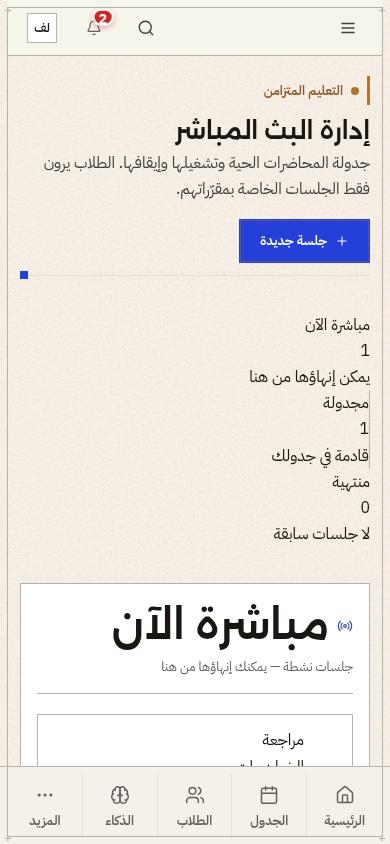 لف
2
التعليم المتزامن
إدارة البث المباشر
جدولة المحاضرات الحية وتشغيلها وإيقافها. الطلاب يرون
فقط الجلسات الخاصة بمقرّراتهم.
جلسة جديدة
مباشرة الآن
1
يمكن إنهاؤها من هنا
مجدولة
1
قادمة في جدولك
منتهية
0
لا جلسات سابقة
مباشرة الآن
جلسات نشطة — يمكنك إنهاؤها من هنا
مراجعة
الرئيسية
الجدول
الطلاب
الذكاء
المزيد